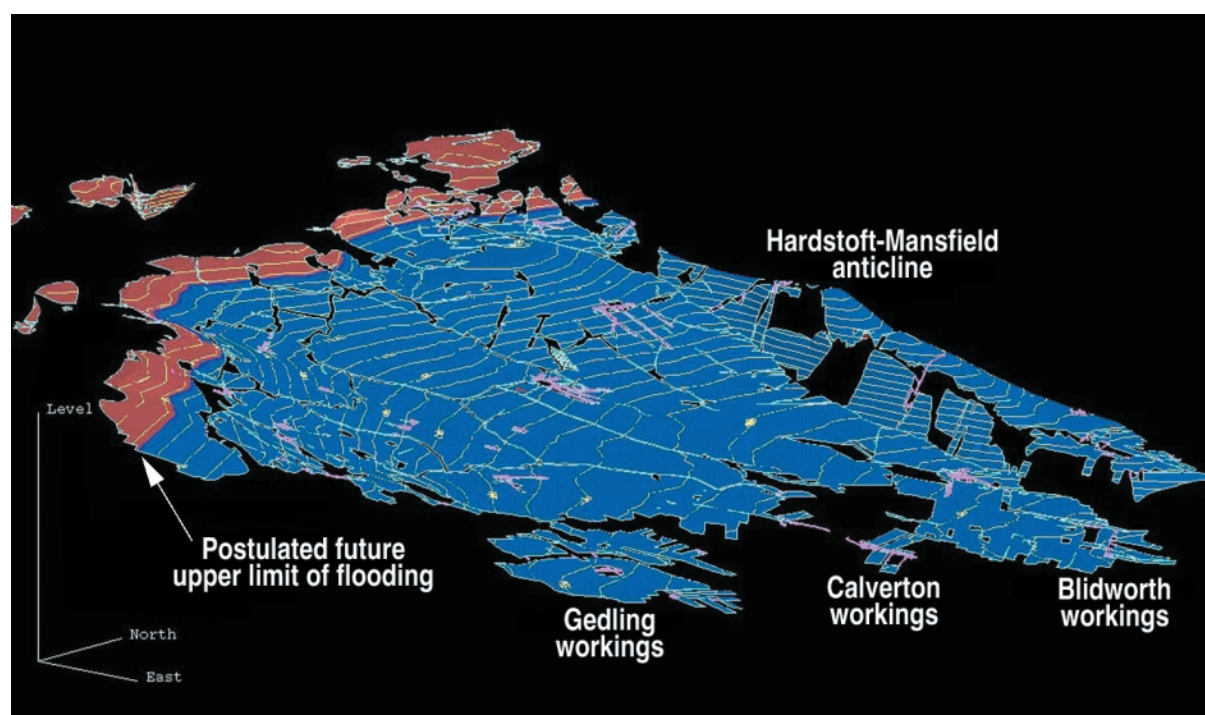 Hardstoft-Mansfield
anticline
Level
Postulated future
upper limit of flooding
Gedling
workings
Calverton
workings
Blidworth
workings
North
East